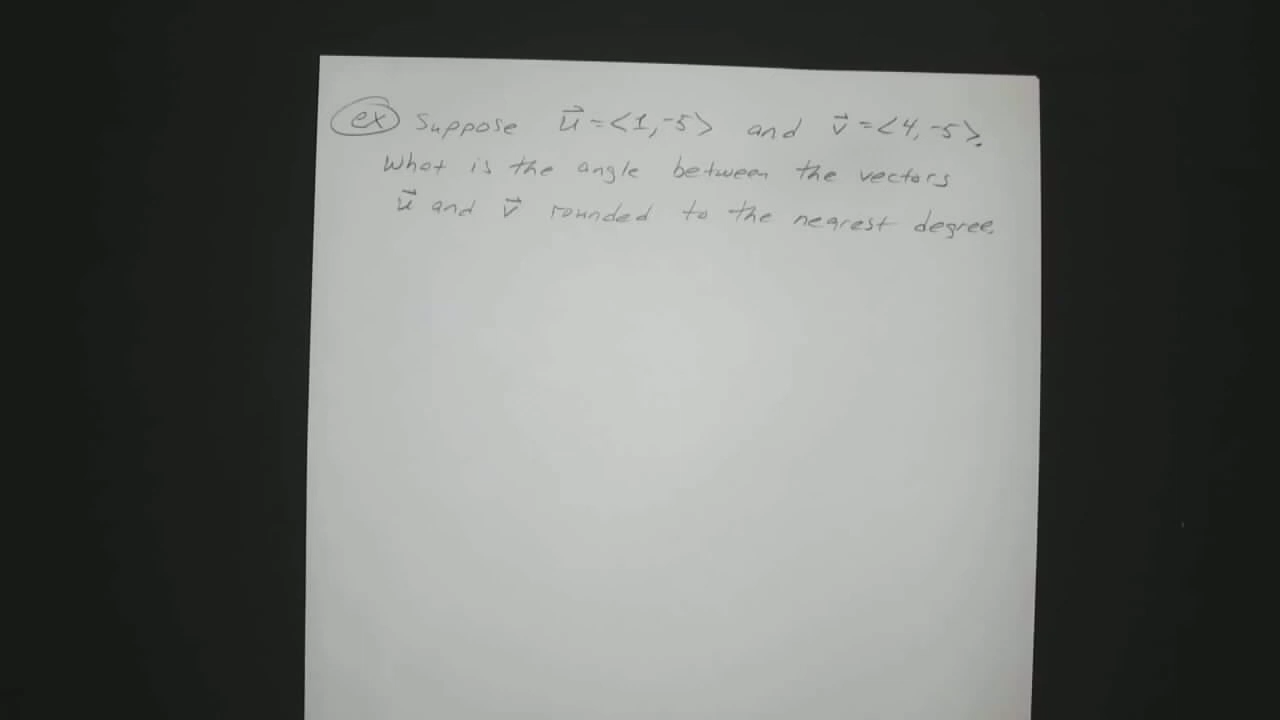 ex Suppose u⃗ = <1, -5> and v⃗ = <4, -5>.
What is the angle between the vectors
u⃗ and v⃗ rounded to the nearest degree.